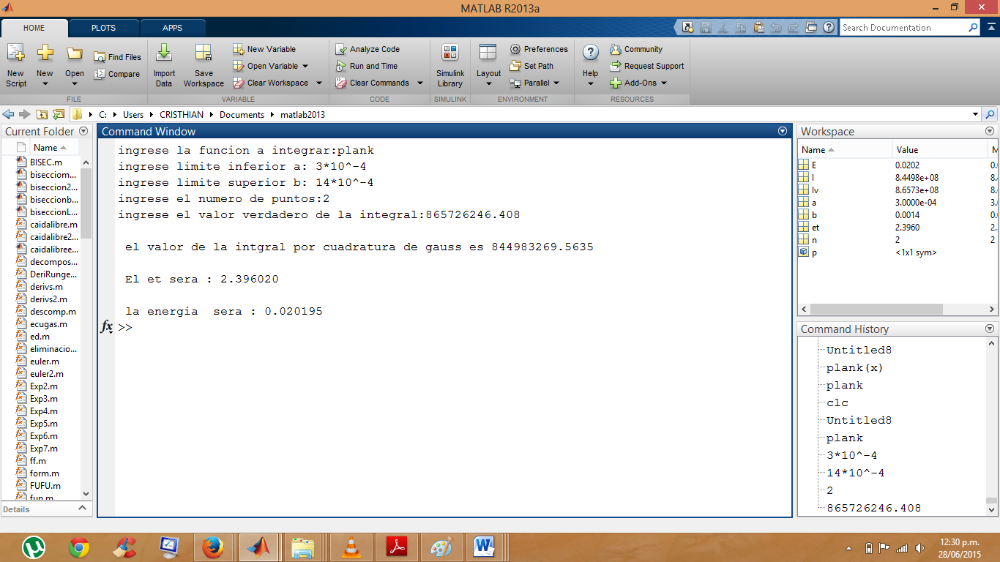 MATLAB R2013a
HOME
PLOTS
APPS
Search Documentation
New Script
New
Open
Find Files
Compare
Import Data
Save Workspace
New Variable
Open Variable
Clear Workspace
Analyze Code
Run and Time
Clear Commands
Simulink Library
Layout
Preferences
Set Path
Parallel
Help
Community
Request Support
Add-Ons
FILE
VARIABLE
CODE
SIMULINK
ENVIRONMENT
RESOURCES
C: Users CRISTHIAN Documents matlab2013
Current Folder
Name
BISEC.m
bisecciom...
biseccion2...
biseccionb...
biseccionL...
caidalibre.m
caidalibre2...
caidalibree...
decompos...
DeriRunge...
derivs.m
derivs2.m
descomp.m
ecugas.m
ed.m
eliminacio...
euler.m
euler2.m
Exp2.m
Exp3.m
Exp4.m
Exp5.m
Exp6.m
Exp7.m
ff.m
form.m
FUFU.m
fun.m
Details
Command Window
ingrese la funcion a integrar:plank
ingrese limite inferior a: 3*10^-4
ingrese limite superior b: 14*10^-4
ingrese el numero de puntos:2
ingrese el valor verdadero de la integral:865726246.408
el valor de la intgral por cuadratura de gauss es 844983269.5635
El et sera : 2.396020
la energia  sera : 0.020195
fx >>
Workspace
Name Value M
E 0.0202 0.
I 8.4498e+08 8.
Iv 8.6573e+08 8.
a 3.0000e-04 3.
b 0.0014 0.
et 2.3960 2.
n 2 2
p <1x1 sym>
Command History
Untitled8
plank(x)
plank
clc
Untitled8
plank
3*10^-4
14*10^-4
2
865726246.408
12:30 p.m.
28/06/2015